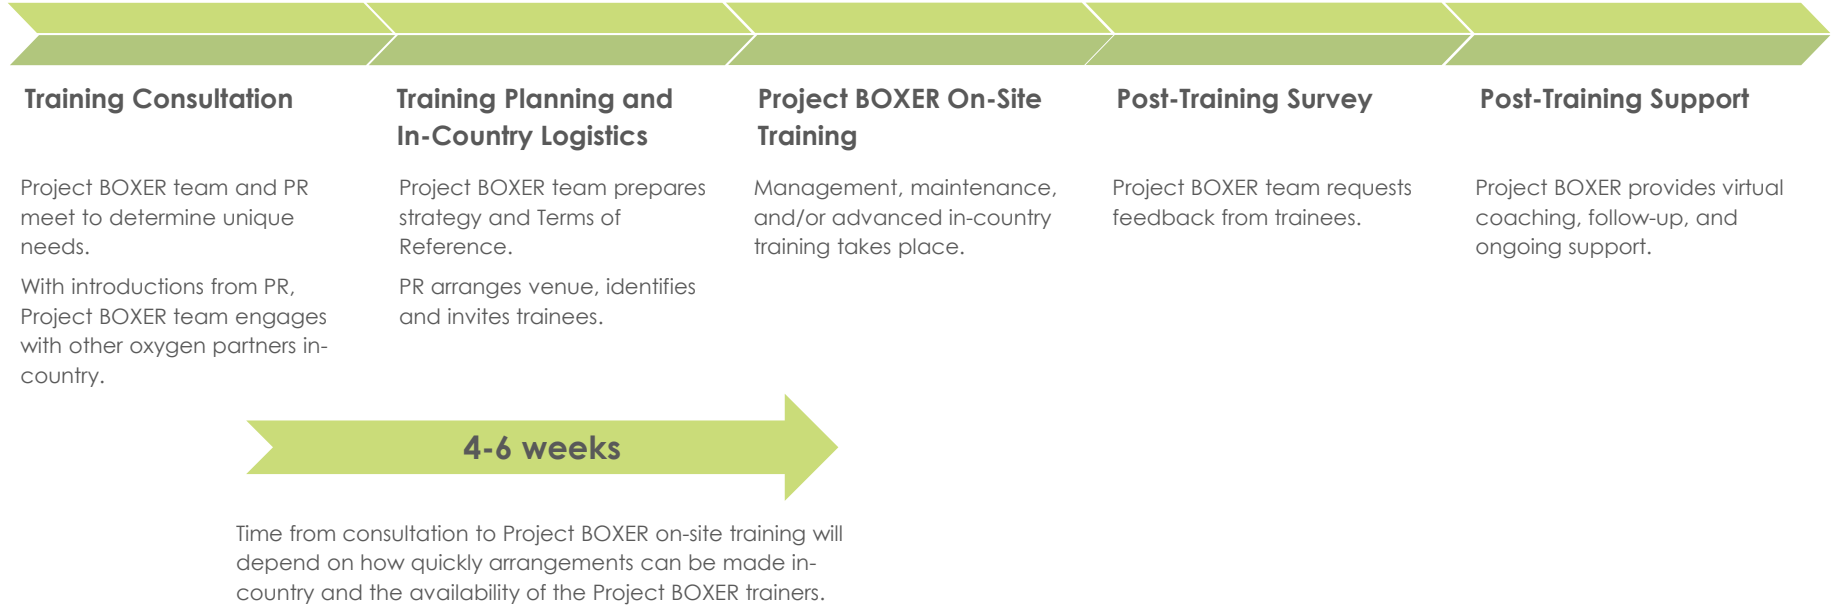 Training Consultation
Project BOXER team and PR
meet to determine unique
needs.
With introductions from PR,
Project BOXER team engages
with other oxygen partners in-
country.
Training Planning and
In-Country Logistics
Project BOXER team prepares
strategy and Terms of
Reference.
PR arranges venue, identifies
and invites trainees.
Project BOXER On-Site
Training
Management, maintenance,
and/or advanced in-country
training takes place.
Post-Training Survey
Project BOXER team requests
feedback from trainees.
Post-Training Support
Project BOXER provides virtual
coaching, follow-up, and
ongoing support.
4-6 weeks
Time from consultation to Project BOXER on-site training will
depend on how quickly arrangements can be made in-
country and the availability of the Project BOXER trainers.